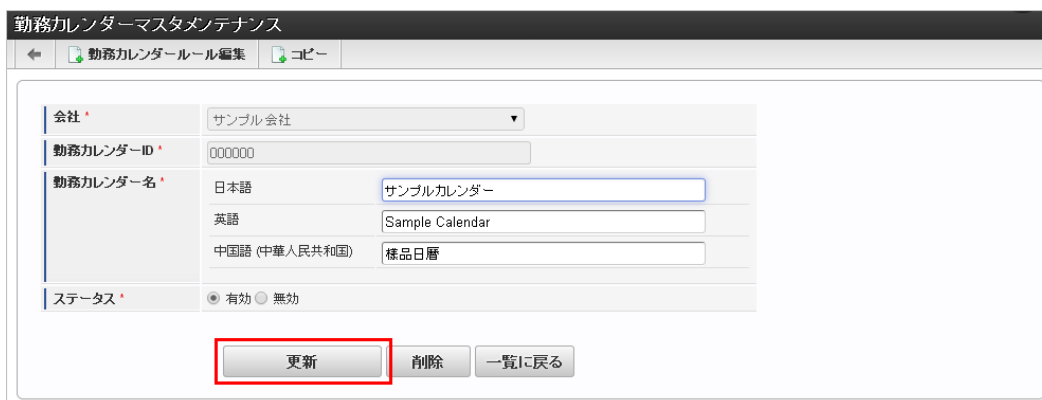 勤務カレンダーマスタメンテナンス
勤務カレンダールール編集 コピー
会社 * サンプル会社
勤務カレンダーID * 000000
勤務カレンダー名 * 日本語 サンプルカレンダー
英語 Sample Calendar
中国語 (中華人民共和国) 樣品日曆
ステータス * 有効 無効
更新 削除 一覧に戻る